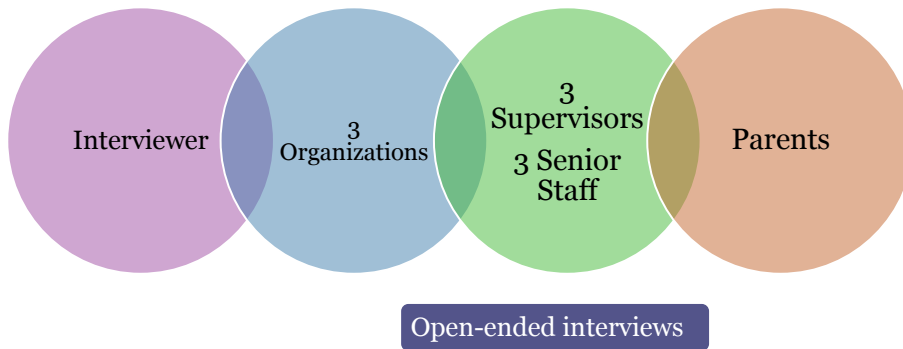 Interviewer
3
Organizations
3
Supervisors
3 Senior
Staff
Parents
Open-ended interviews